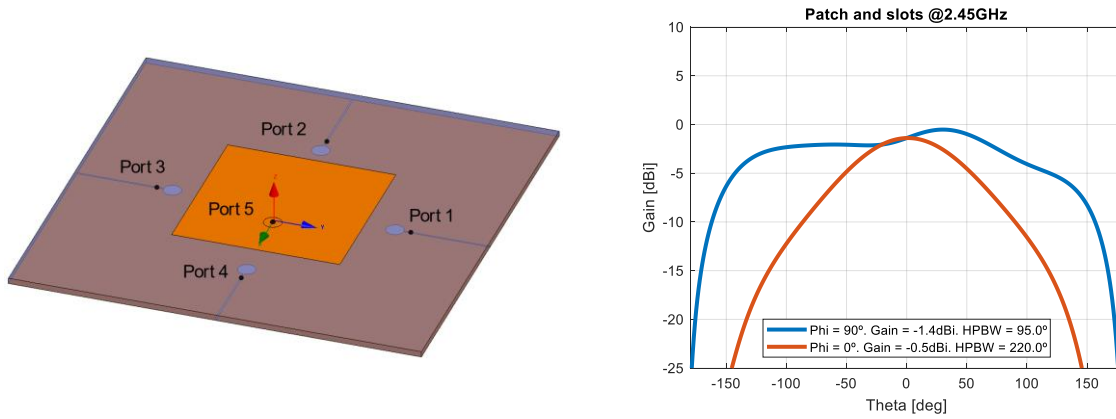 Port 2
Port 3
Port 5
Port 1
Port 4
z
Y
Patch and slots @2.45GHz
Gain [dBi]
10
5
0
-5
-10
-15
-20
-25
Phi = 90º. Gain = -1.4dBi. HPBW = 95.0º
Phi = 0º. Gain = -0.5dBi. HPBW = 220.0º
-150 -100 -50 0 50 100 150
Theta [deg]